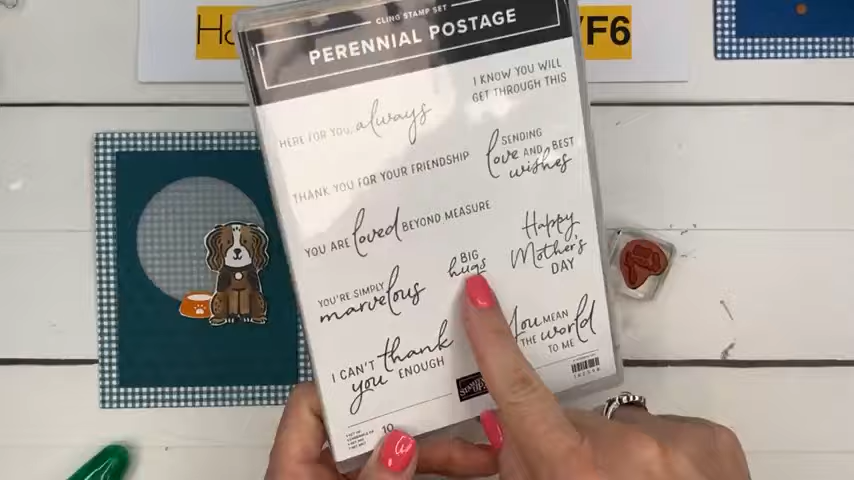 Ho
VF6
CLING STAMP SET
PERENNIAL POSTAGE
I KNOW YOU WILL
GET THROUGH THIS
HERE FOR YOU, always
SENDING
love AND BEST
wishes
THANK YOU FOR YOUR FRIENDSHIP
YOU ARE loved BEYOND MEASURE
Happy
Mother's
DAY
BIG
hugs
YOU'RE SIMPLY
marvelous
You MEAN
THE world
TO ME
I CAN'T thank
you ENOUGH
10